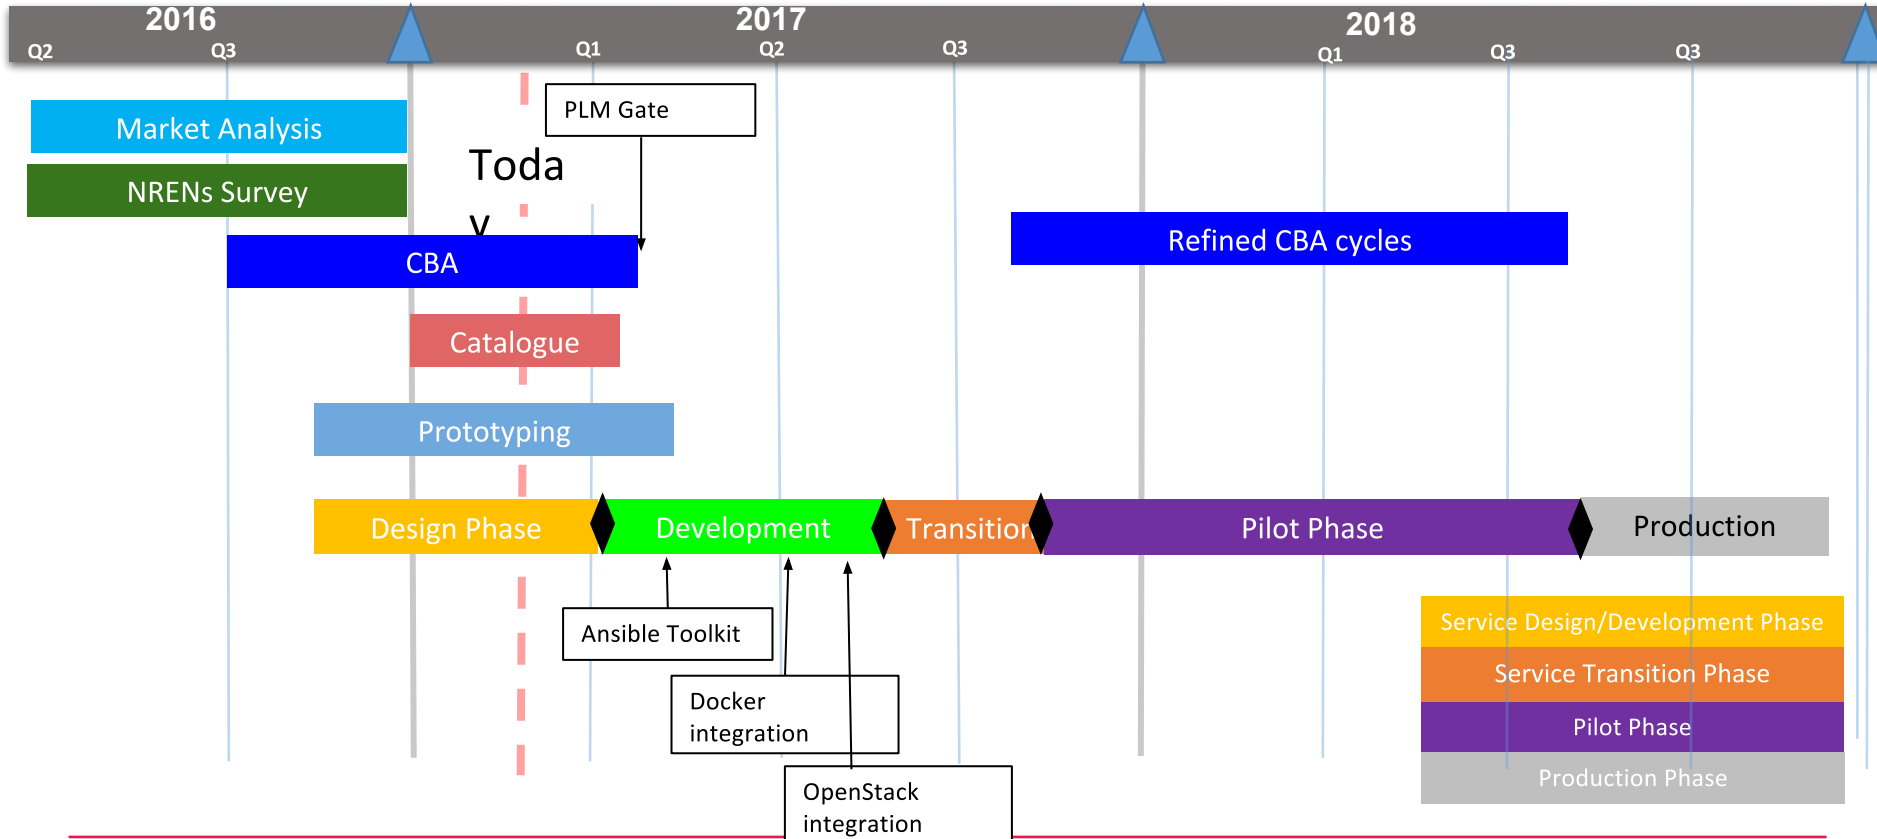 2016
2017
2018
Q2
Q3
Q1
Q2
Q3
Q1
Q3
Q3
Market Analysis
PLM Gate
Toda
y
NRENs Survey
CBA
Refined CBA cycles
Catalogue
Prototyping
Design Phase
Development
Transition
Pilot Phase
Production
Ansible Toolkit
Docker
integration
OpenStack
integration
Service Design/Development Phase
Service Transition Phase
Pilot Phase
Production Phase